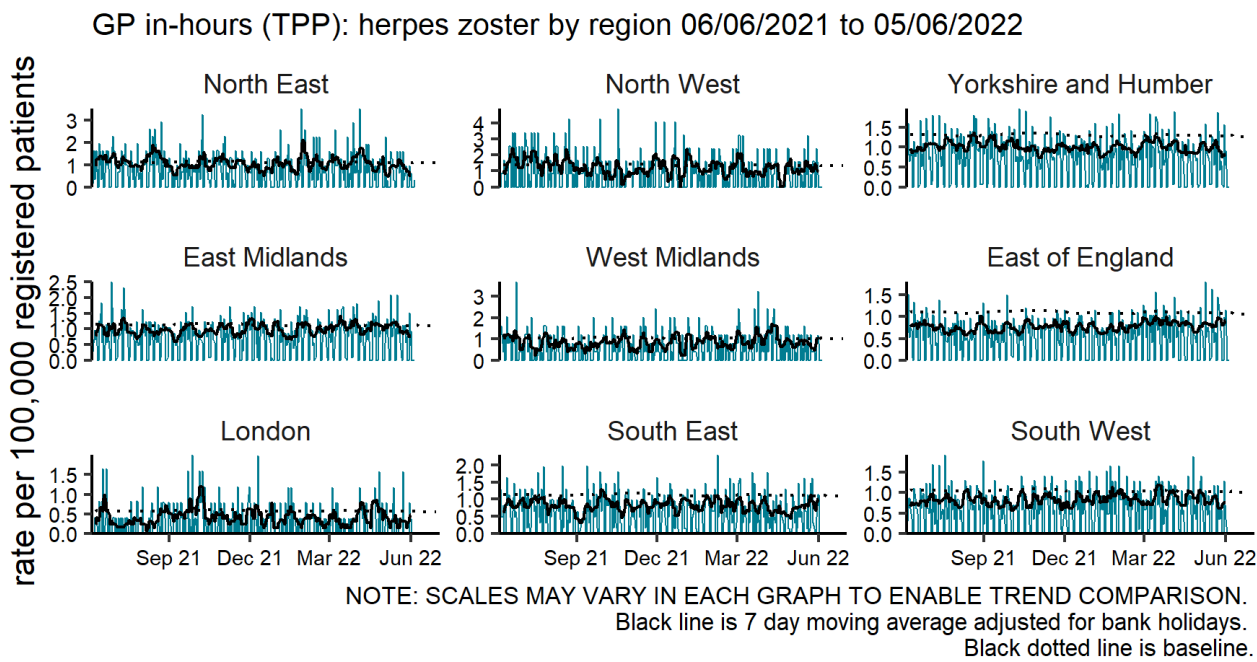 GP in-hours (TPP): herpes zoster by region 06/06/2021 to 05/06/2022
rate per 100,000 registered patients
North East
3
2
1
0
North West
4
3
2
1
0
Yorkshire and Humber
1.5
1.0
0.5
0.0
East Midlands
2.5
2.0
1.5
1.0
0.5
0.0
West Midlands
3
2
1
0
East of England
1.5
1.0
0.5
0.0
London
1.5
1.0
0.5
0.0
Sep 21 Dec 21 Mar 22 Jun 22
South East
2.0
1.5
1.0
0.5
0.0
Sep 21 Dec 21 Mar 22 Jun 22
South West
1.5
1.0
0.5
0.0
Sep 21 Dec 21 Mar 22 Jun 22
NOTE: SCALES MAY VARY IN EACH GRAPH TO ENABLE TREND COMPARISON.
Black line is 7 day moving average adjusted for bank holidays.
Black dotted line is baseline.